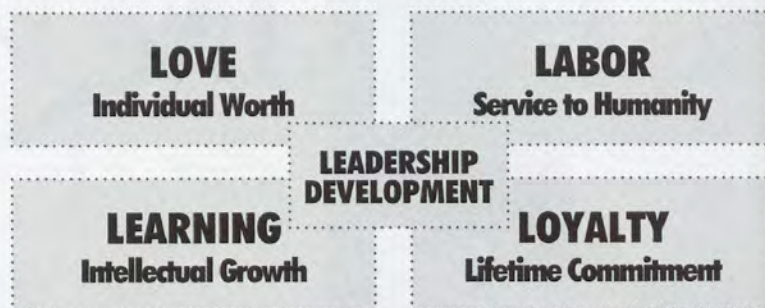 LOVE
Individual Worth
LABOR
Service to Humanity
LEADERSHIP
DEVELOPMENT
LEARNING
Intellectual Growth
LOYALTY
Lifetime Commitment